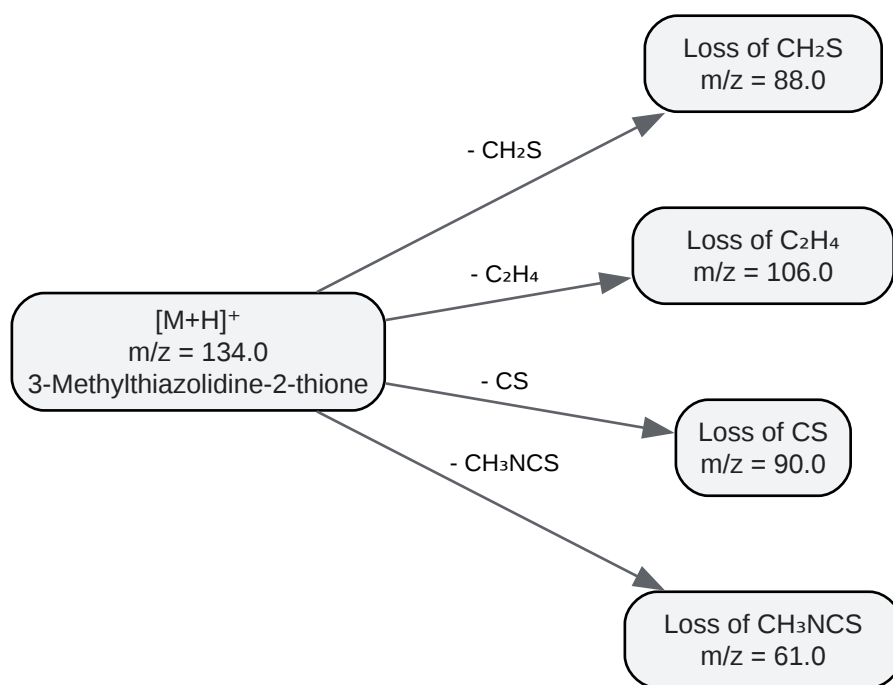 Loss of CH₂S
m/z = 88.0
- CH₂S
Loss of C₂H₄
m/z = 106.0
- C₂H₄
[M+H]⁺
m/z = 134.0
3-Methylthiazolidine-2-thione
- CS
Loss of CS
m/z = 90.0
- CH₃NCS
Loss of CH₃NCS
m/z = 61.0